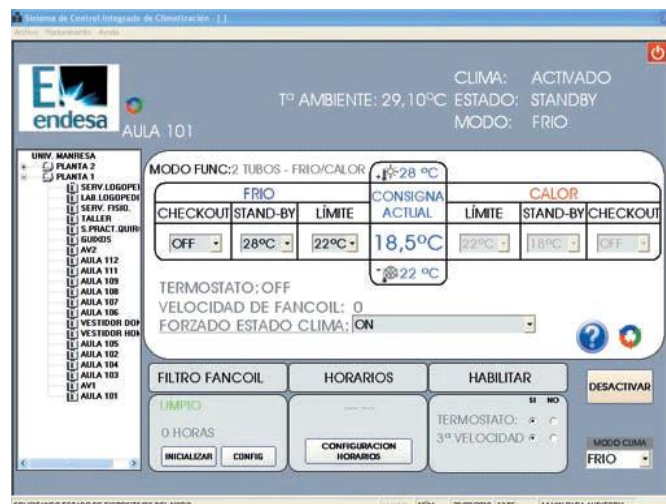 Sistema de Control Integrado de Climatización - [ ]
Archivo Mantenimiento Ayuda
endesa
AULA 101
Tª AMBIENTE: 29,10ºC
CLIMA: ACTIVADO
ESTADO: STANDBY
MODO: FRIO
UNIV. MANRESA
PLANTA 2
PLANTA 1
SERV.LOGOPE
LAB.LOGOPEDI
SERV. FISIO.
TALLER
S.PRACT.QUIR
GUIXOS
AV2
AULA 112
AULA 111
AULA 109
AULA 108
AULA 107
AULA 106
VESTIDOR DON
VESTIDOR HOM
AULA 105
AULA 102
AULA 104
AULA 103
AV1
AULA 101
MODO FUNC:2 TUBOS - FRIO/CALOR
28 ºC
FRIO CONSIGNA ACTUAL CALOR
CHECKOUT STAND-BY LÍMITE LÍMITE STAND-BY CHECKOUT
OFF 28ºC 22ºC 18,5ºC 22ºC 18ºC OFF
22 ºC
TERMOSTATO: OFF
VELOCIDAD DE FANCOIL: 0
FORZADO ESTADO CLIMA: ON
FILTRO FANCOIL
LIMPIO
0 HORAS
INICIALIZAR CONFIG
HORARIOS
--- ---
CONFIGURACION
HORARIOS
HABILITAR
SI NO
TERMOSTATO:
3ª VELOCIDAD
DESACTIVAR
MODO CLIMA
FRIO